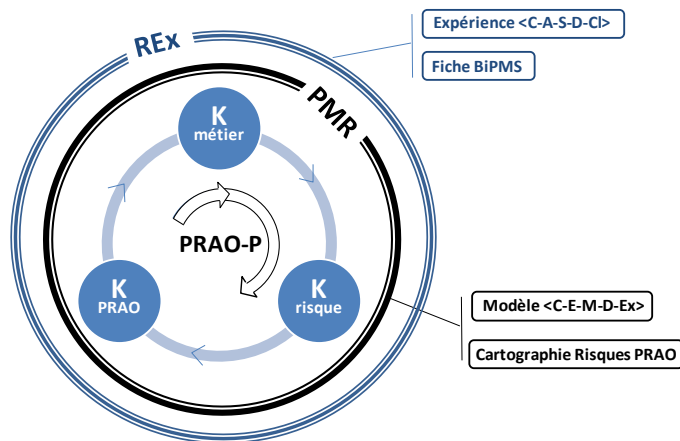 REx
Expérience <C-A-S-D-Cl>
Fiche BiPMS
PMR
K
métier
PRAO-P
K
PRAO
K
risque
Modèle <C-E-M-D-Ex>
Cartographie Risques PRAO